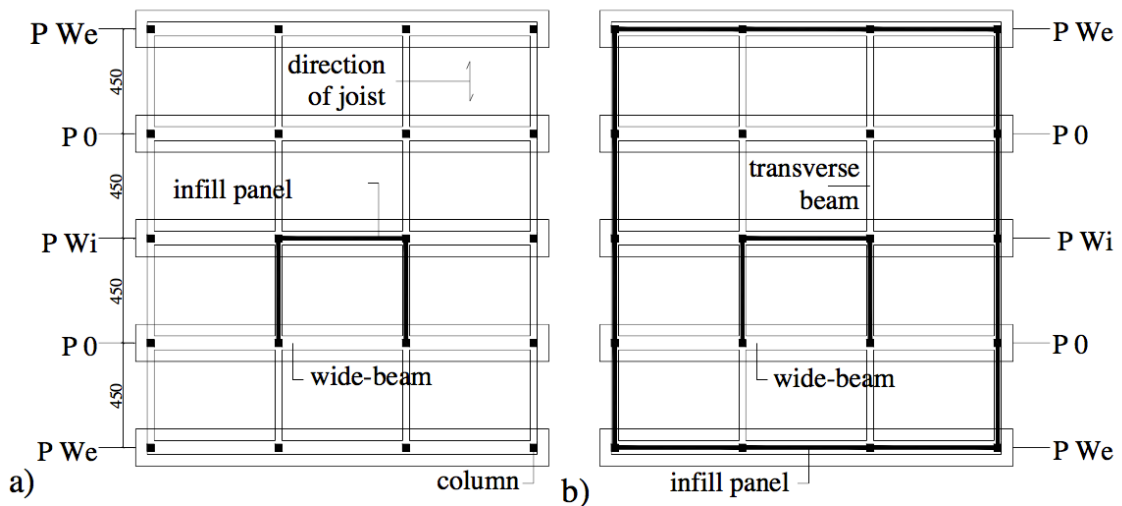 P We
450
direction
of joist
P 0
450
infill panel
P Wi
450
P 0
wide-beam
450
P We
a)
column
P We
P 0
transverse
beam
P Wi
P 0
wide-beam
P We
b)
infill panel